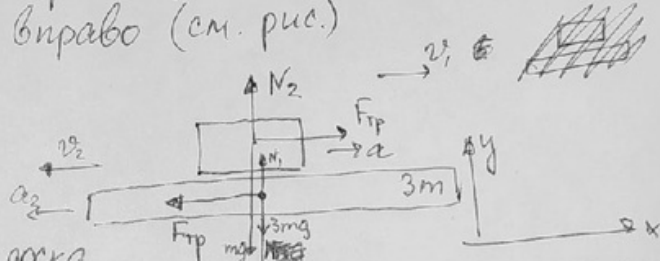 вправо (см. рис.)
v₁
N₂
Fтр
a
v₂
N₁
y
a₂
3m
Fтр
3mg
mg
x
доска